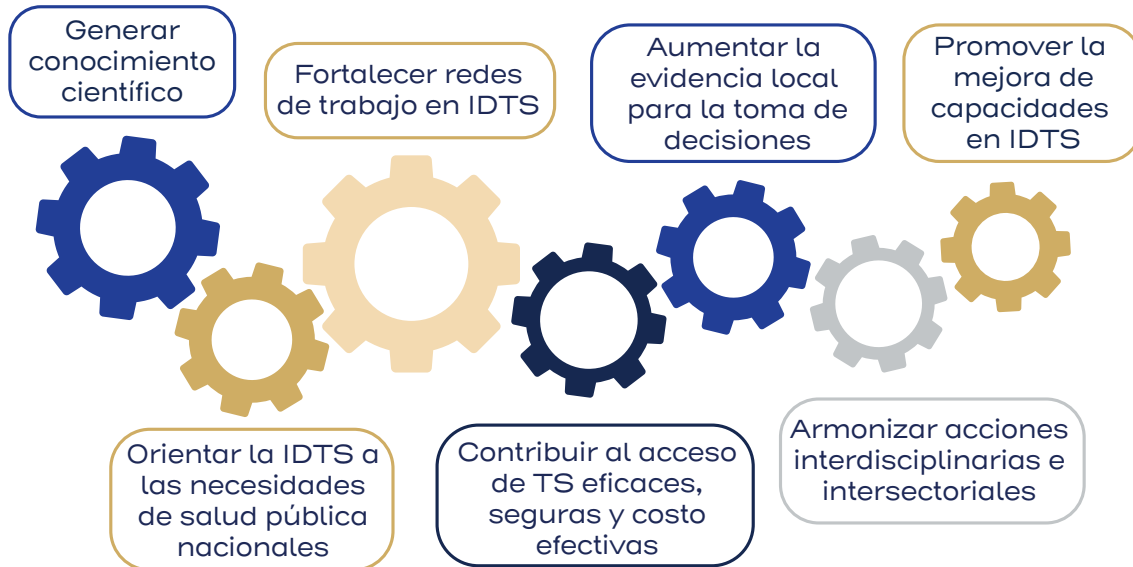 Generar
conocimiento
científico
Fortalecer redes
de trabajo en IDTS
Aumentar la
evidencia local
para la toma de
decisiones
Promover la
mejora de
capacidades
en IDTS
Orientar la IDTS a
las necesidades
de salud pública
nacionales
Contribuir al acceso
de TS eficaces,
seguras y costo
efectivas
Armonizar acciones
interdisciplinarias e
intersectoriales